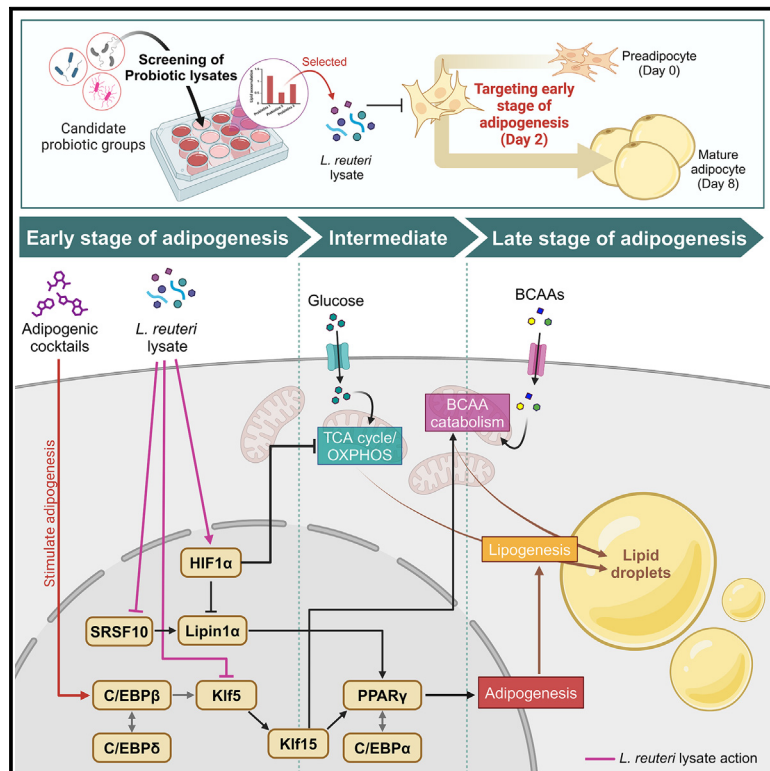 Screening of
Probiotic lysates
Candidate
probiotic groups
Selected
L. reuteri
lysate
Targeting early
stage of
adipogenesis
(Day 2)
Preadipocyte
(Day 0)
Mature
adipocyte
(Day 8)
Early stage of adipogenesis
Intermediate
Late stage of adipogenesis
Adipogenic
cocktails
L. reuteri
lysate
Glucose
BCAAs
Stimulate adipogenesis
TCA cycle/
OXPHOS
BCAA
catabolism
Lipogenesis
Lipid
droplets
HIF1α
SRSF10
Lipin1α
C/EBPβ
Klf5
PPARγ
Adipogenesis
C/EBPδ
Klf15
C/EBPα
L. reuteri lysate action